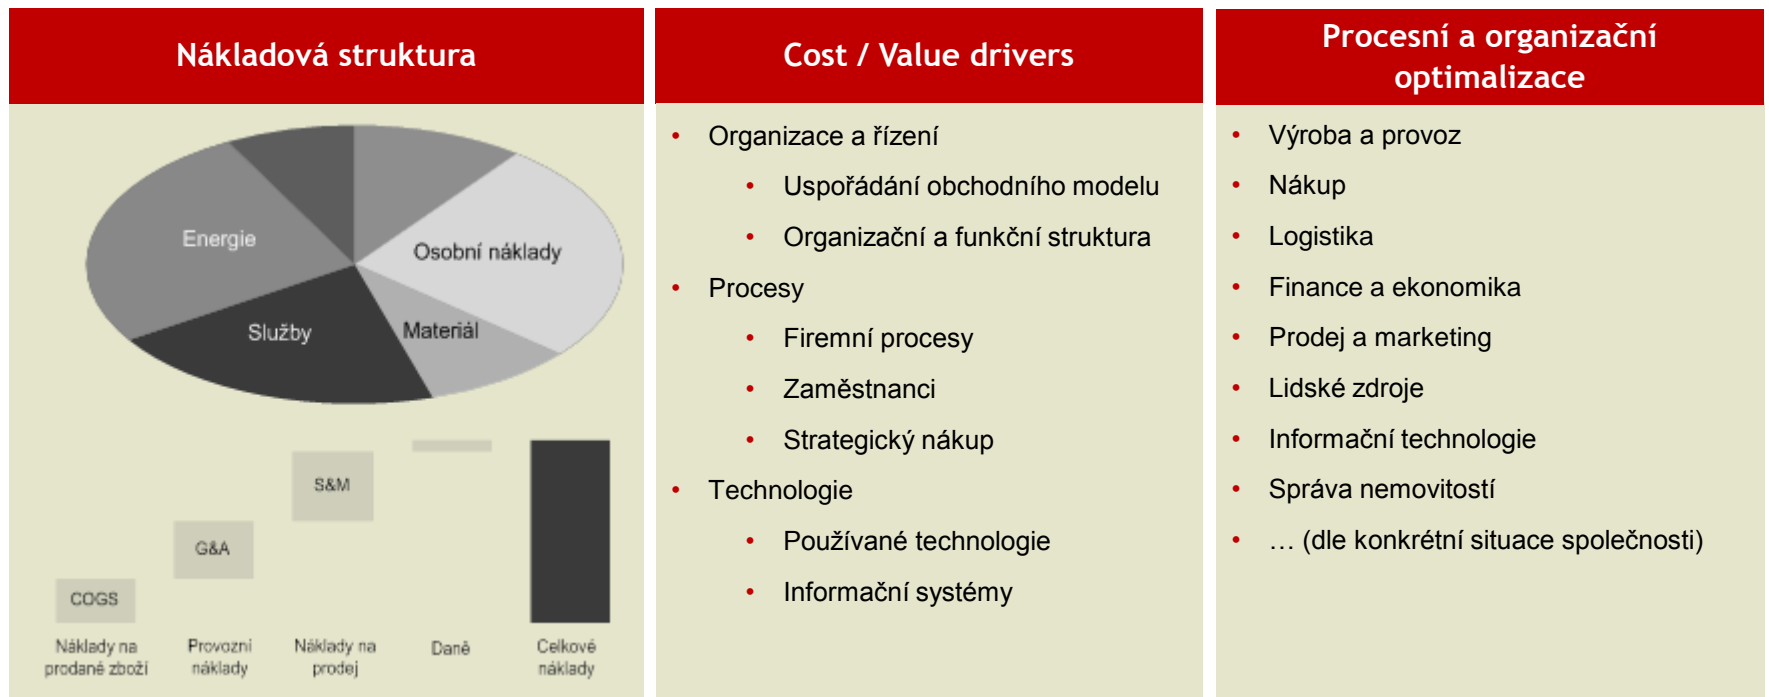 Nákladová struktura
Energie
Osobní náklady
Služby
Materiál
S&M
G&A
COGS
Náklady na
prodané zboží
Provozní
náklady
Náklady na
prodej
Daně
Celkové
náklady
Cost / Value drivers
• Organizace a řízení
• Uspořádání obchodního modelu
• Organizační a funkční struktura
• Procesy
• Firemní procesy
• Zaměstnanci
• Strategický nákup
• Technologie
• Používané technologie
• Informační systémy
Procesní a organizační
optimalizace
• Výroba a provoz
• Nákup
• Logistika
• Finance a ekonomika
• Prodej a marketing
• Lidské zdroje
• Informační technologie
• Správa nemovitostí
• … (dle konkrétní situace společnosti)